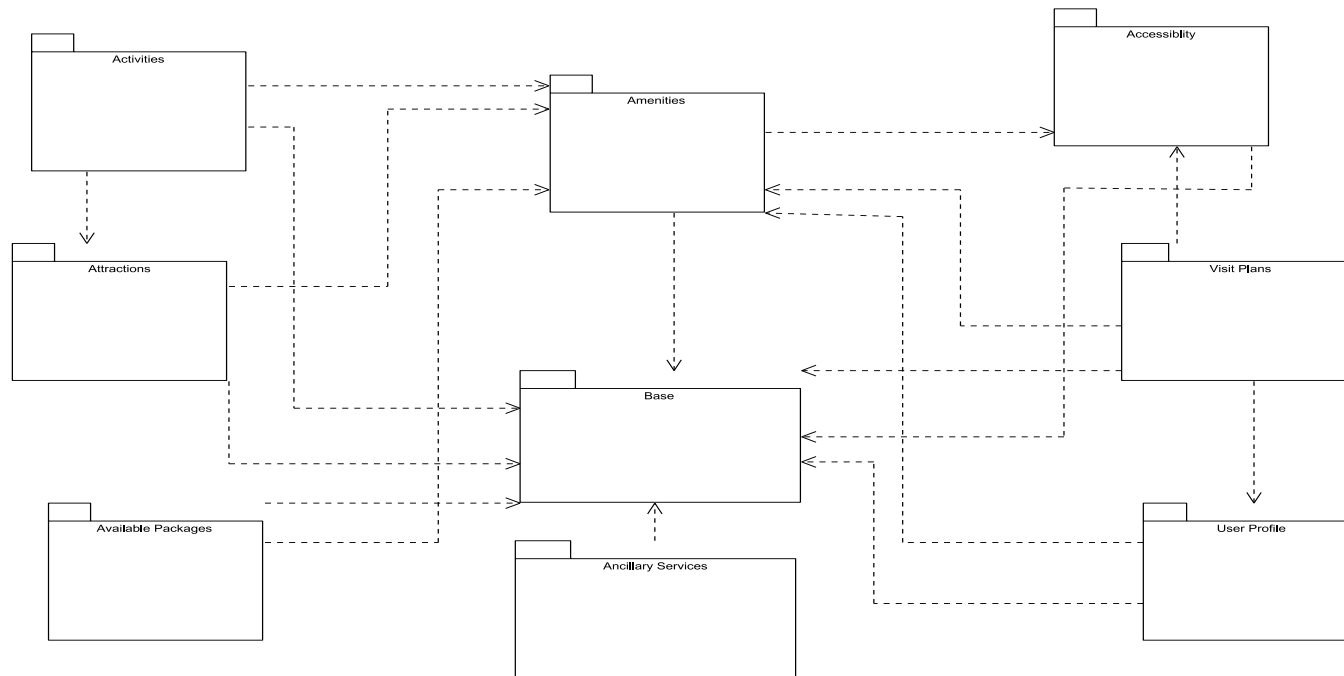 Accessiblity
Activities
Amenities
Attractions
Visit Plans
Base
Available Packages
User Profile
Ancillary Services